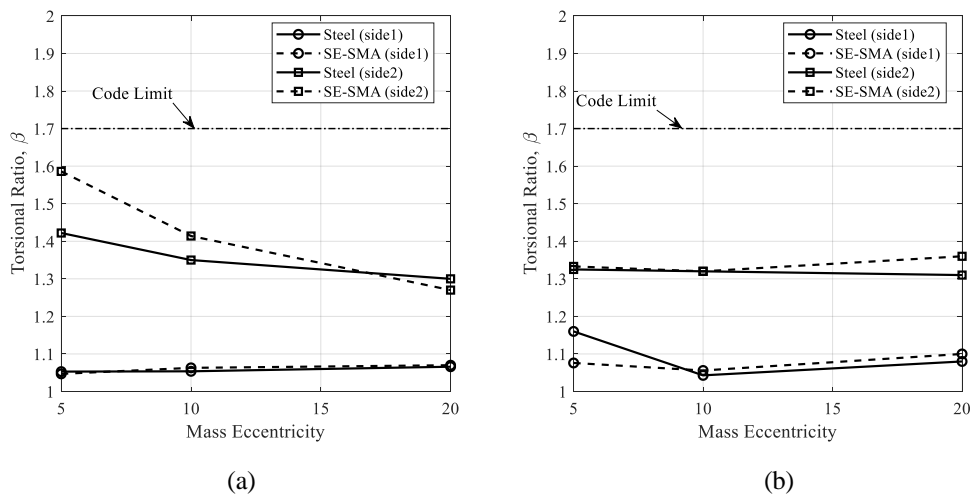 2
1.9
1.8
1.7
1.6
1.5
1.4
1.3
1.2
1.1
1
Torsional Ratio, β
Steel (side1)
SE-SMA (side1)
Steel (side2)
SE-SMA (side2)
Code Limit
5 10 15 20
Mass Eccentricity
(a)
2
1.9
1.8
1.7
1.6
1.5
1.4
1.3
1.2
1.1
1
Torsional Ratio, β
Steel (side1)
SE-SMA (side1)
Steel (side2)
SE-SMA (side2)
Code Limit
5 10 15 20
Mass Eccentricity
(b)